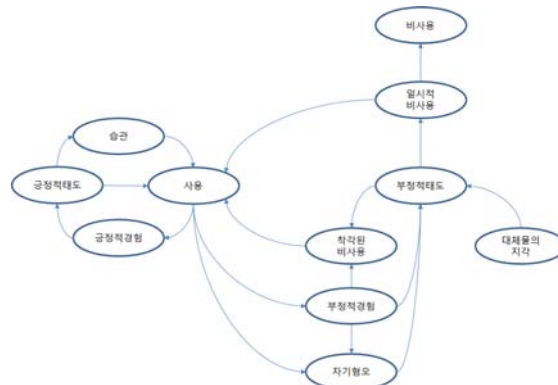 비사용
일시적
비사용
습관
긍정적태도
사용
부정적태도
긍정적경험
착각된
비사용
대체물의
지각
부정적경험
자기혐오